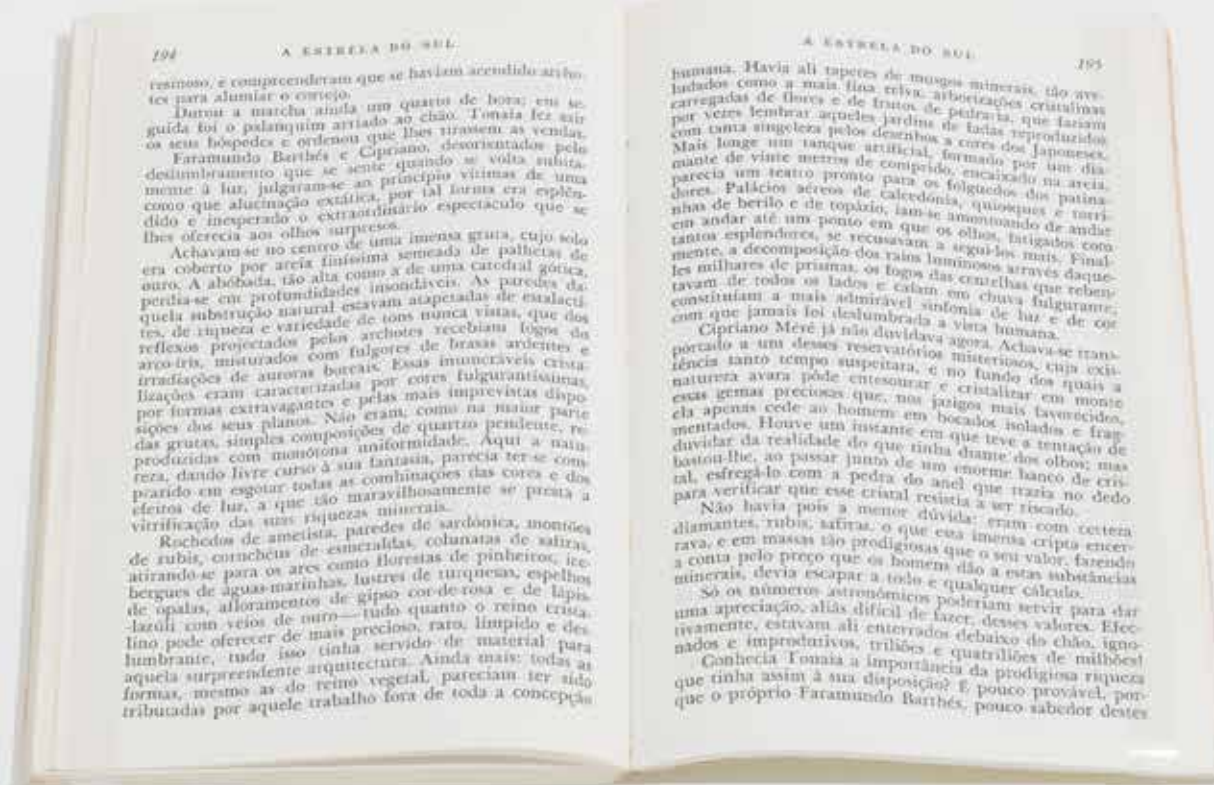 194
A ESTRELA DO SUL
resinoso, e compreenderam que se haviam acendido archo-
tes para alumiar o cortejo.
Durou a marcha ainda um quarto de hora; em se-
guida foi o palanquim arriado ao chão. Tonaia fez sair
os seus hóspedes e ordenou que lhes tirassem as vendas.
Faramundo Barthés e Cipriano, desorientados pelo
deslumbramento que se sente quando se volta subita-
mente à luz, julgaram-se ao princípio vítimas de uma
como que alucinação extática, por tal forma era esplên-
dido e inesperado o extraordinário espectáculo que se
lhes oferecia aos olhos surpresos.
Achavam-se no centro de uma imensa gruta, cujo solo
era coberto por areia finíssima semeada de palhetas de
ouro. A abóbada, tão alta como a de uma catedral gótica,
perdia-se em profundidades insondáveis. As paredes da-
quela substrução natural estavam atapetadas de estalacti-
tes, de riqueza e variedade de tons nunca vistas, que dos
reflexos projectados pelos archotes recebiam fogos do
arco-íris, misturados com fulgores de brasas ardentes e
irradiações de auroras boreais. Essas inumeráveis crista-
lizações eram caracterizadas por cores fulgurantíssimas,
por formas extravagantes e pelas mais imprevistas dispo-
sições dos seus planos. Não eram, como na maior parte
das grutas, simples composições de quartzo pendente, re-
produzidas com monótona uniformidade. Aqui a natu-
reza, dando livre curso à sua fantasia, parecia ter-se com-
prazido em esgotar todas as combinações das cores e dos
efeitos de luz, a que tão maravilhosamente se presta a
vitrificação das suas riquezas minerais.
Rochedos de ametista, paredes de sardónica, montões
de rubis, corucheus de esmeraldas, colunatas de safiras,
atirando-se para os ares como florestas de pinheiros, ice-
bergues de águas-marinhas, lustres de turquesas, espelhos
de opalas, afloramentos de gipso cor-de-rosa e de lápis-
-lazúli com veios de ouro — tudo quanto o reino crista-
lino pode oferecer de mais precioso, raro, límpido e des-
lumbrante, tudo isso tinha servido de material para
aquela surpreendente arquitectura. Ainda mais: todas as
formas, mesmo as do reino vegetal, pareciam ter sido
tributadas por aquele trabalho fora de toda a concepção
A ESTRELA DO SUL
195
humana. Havia ali tapetes de musgos minerais, tão ave-
ludados como a mais fina relva, arborizações cristalinas
carregadas de flores e de frutos de pedraria, que faziam
por vezes lembrar aqueles jardins de fadas reproduzidos
com tanta singeleza pelos desenhos a cores dos Japoneses.
Mais longe um tanque artificial, formado por um dia-
mante de vinte metros de comprido, encaixado na areia,
parecia um teatro pronto para os folguedos dos patina-
dores. Palácios aéreos de calcedónia, quiosques e torri-
nhas de berilo e de topázio, iam-se amontoando de andar
em andar até um ponto em que os olhos, fatigados com
tantos esplendores, se recusavam a segui-los mais. Final-
mente, a decomposição dos raios luminosos através daque-
les milhares de prismas, os fogos das centelhas que reben-
tavam de todos os lados e caíam em chuva fulgurante,
constituíam a mais admirável sinfonia de luz e de cor
com que jamais foi deslumbrada a vista humana.
Cipriano Méré já não duvidava agora. Achava-se trans-
portado a um desses reservatórios misteriosos, cuja exis-
tência tanto tempo suspeitara, e no fundo dos quais a
natureza avara pôde entesourar e cristalizar em monte
essas gemas preciosas que, nos jazigos mais favorecidos,
ela apenas cede ao homem em bocados isolados e frag-
mentados. Houve um instante em que teve a tentação de
duvidar da realidade do que tinha diante dos olhos; mas
bastou-lhe, ao passar junto de um enorme banco de cris-
tal, esfregá-lo com a pedra do anel que trazia no dedo
para verificar que esse cristal resistia a ser riscado.
Não havia pois a menor dúvida: eram com certeza
diamantes, rubis, safiras, o que esta imensa cripta encer-
rava, e em massas tão prodigiosas que o seu valor, fazendo
a conta pelo preço que os homens dão a estas substâncias
minerais, devia escapar a todo e qualquer cálculo.
Só os números astronómicos poderiam servir para dar
uma apreciação, aliás difícil de fazer, desses valores. Efec-
tivamente, estavam ali enterrados debaixo do chão, igno-
rados e improdutivos, triliões e quatriliões de milhões!
Conhecia Tonaia a importância da prodigiosa riqueza
que tinha assim à sua disposição? É pouco provável, por-
que o próprio Faramundo Barthés, pouco sabedor destes